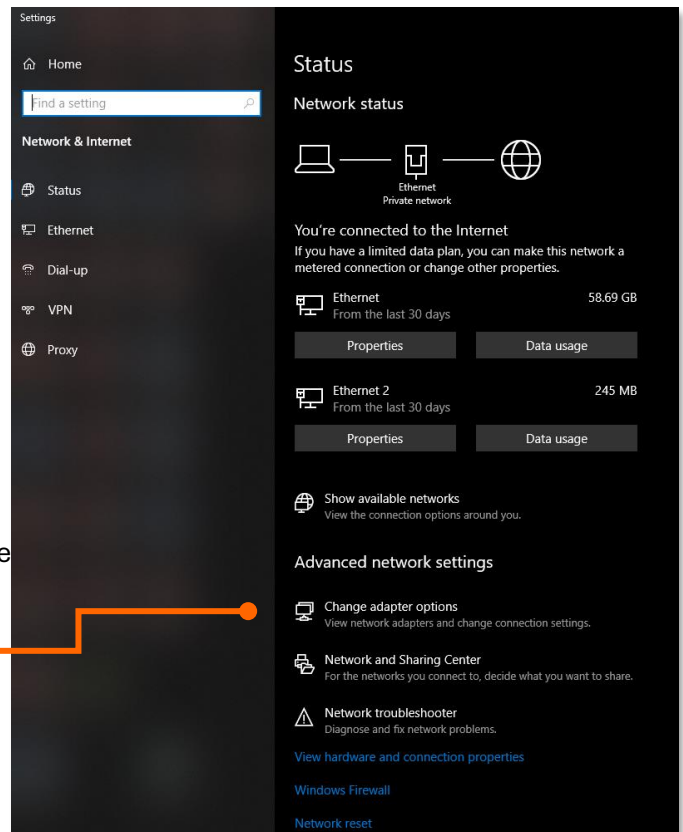 Settings
Home
Find a setting
Network & Internet
Status
Ethernet
Dial-up
VPN
Proxy
e
Status
Network status
Ethernet
Private network
You're connected to the Internet
If you have a limited data plan, you can make this network a
metered connection or change other properties.
Ethernet
58.69 GB
From the last 30 days
Properties
Data usage
Ethernet 2
245 MB
From the last 30 days
Properties
Data usage
Show available networks
View the connection options around you.
Advanced network settings
Change adapter options
View network adapters and change connection settings.
Network and Sharing Center
For the networks you connect to, decide what you want to share.
Network troubleshooter
Diagnose and fix network problems.
View hardware and connection properties
Windows Firewall
Network reset